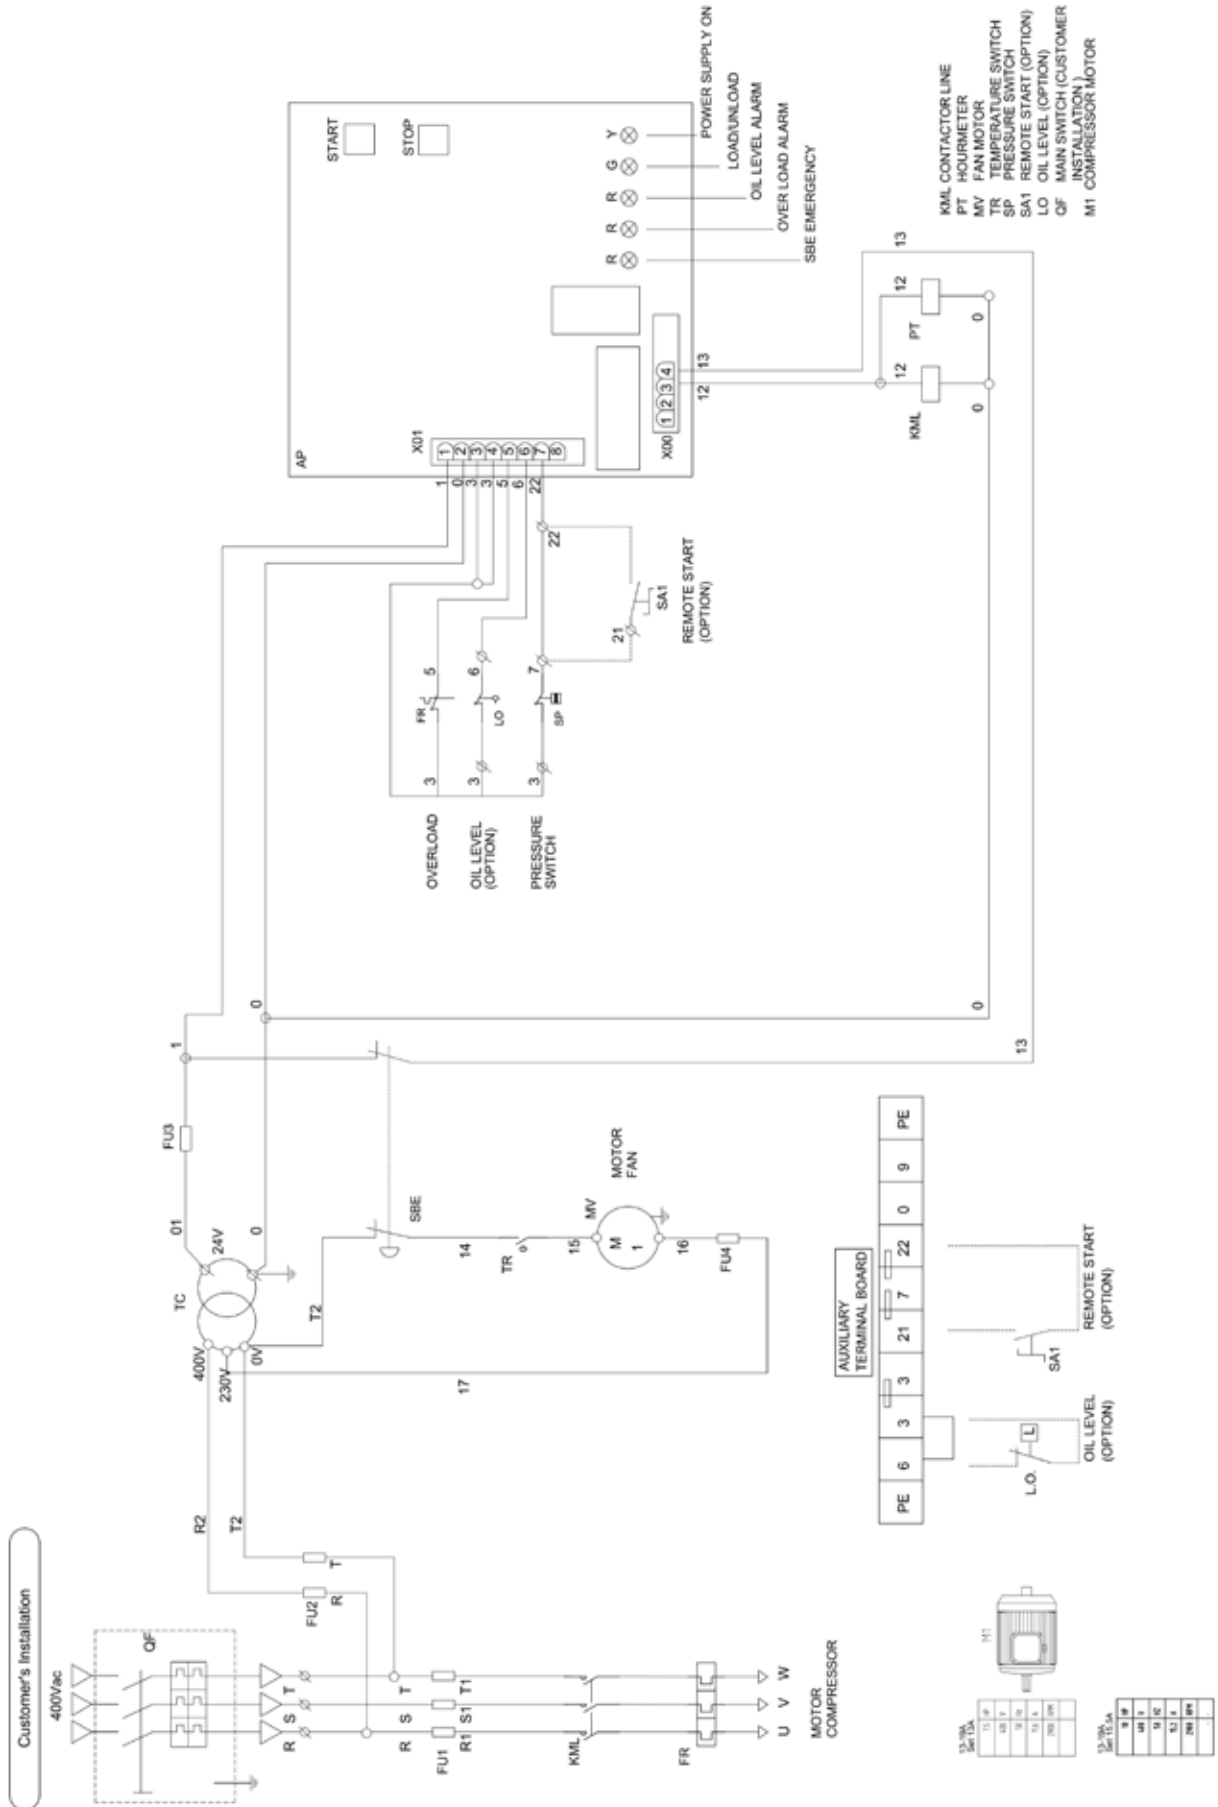 Customer's Installation
400Vac
QF
R
S
T
R
S
T
FU1
R1
S1
T1
KML
FR
U
V
W
MOTOR
COMPRESSOR
FU2
R
T
R2
T2
400V
230V
0V
TC
24V
01
0
FU3
1
0
T2
SBE
14
TR
15
MV
M
1
MOTOR
FAN
16
FU4
17
13
0
OVERLOAD
OIL LEVEL
(OPTION)
PRESSURE
SWITCH
3
FR
5
3
LO
6
3
SP
7
22
21
SA1
REMOTE START
(OPTION)
AP
X01
1
2
3
4
5
6
7
8
1
0
3
3
5
6
22
START
STOP
X00
1
2
3
4
12
13
R
R
R
G
Y
POWER SUPPLY ON
LOAD/UNLOAD
OIL LEVEL ALARM
OVER LOAD ALARM
SBE EMERGENCY
KML
12
0
PT
12
0
13
KML CONTACTOR LINE
PT HOURMETER
MV FAN MOTOR
TR TEMPERATURE SWITCH
SP PRESSURE SWITCH
SA1 REMOTE START (OPTION)
LO OIL LEVEL (OPTION)
QF MAIN SWITCH (CUSTOMER
INSTALLATION )
M1 COMPRESSOR MOTOR
AUXILIARY
TERMINAL BOARD
PE
6
3
3
21
7
22
0
9
PE
L.O.
L
OIL LEVEL
(OPTION)
SA1
REMOTE START
(OPTION)
M1